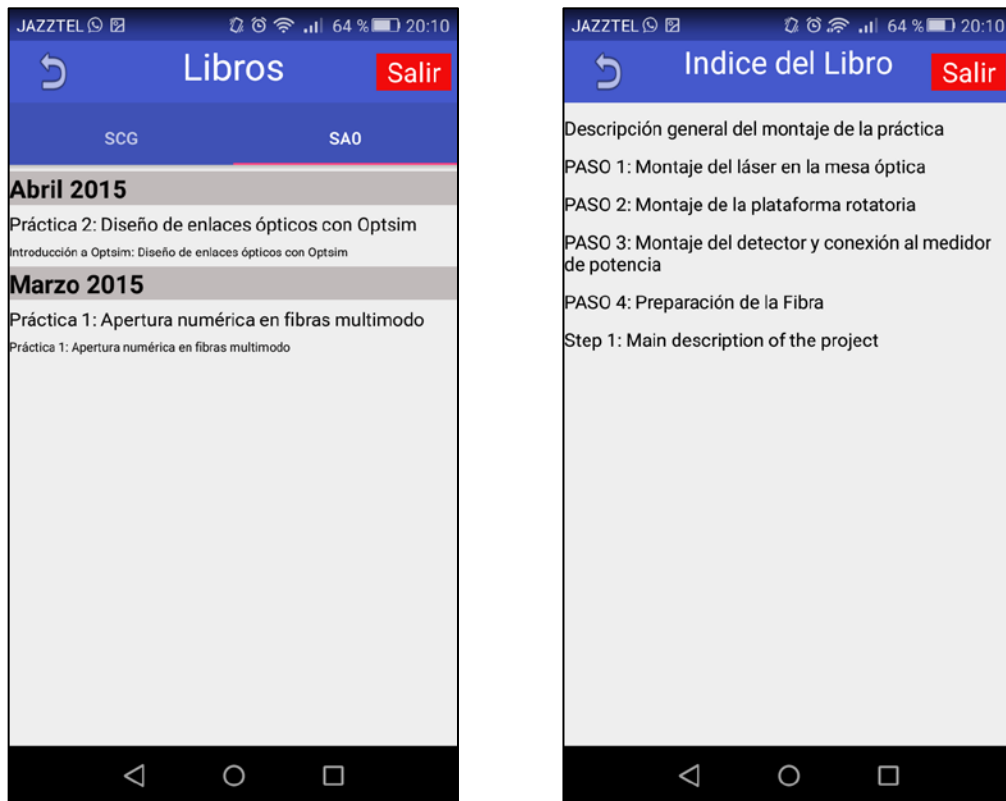 JAZZTEL 64 % 20:10
Libros
Salir
SCG SA0
Abril 2015
Práctica 2: Diseño de enlaces ópticos con Optsim
Introducción a Optsim: Diseño de enlaces ópticos con Optsim
Marzo 2015
Práctica 1: Apertura numérica en fibras multimodo
Práctica 1: Apertura numérica en fibras multimodo
JAZZTEL 64 % 20:10
Indice del Libro
Salir
Descripción general del montaje de la práctica
PASO 1: Montaje del láser en la mesa óptica
PASO 2: Montaje de la plataforma rotatoria
PASO 3: Montaje del detector y conexión al medidor
de potencia
PASO 4: Preparación de la Fibra
Step 1: Main description of the project